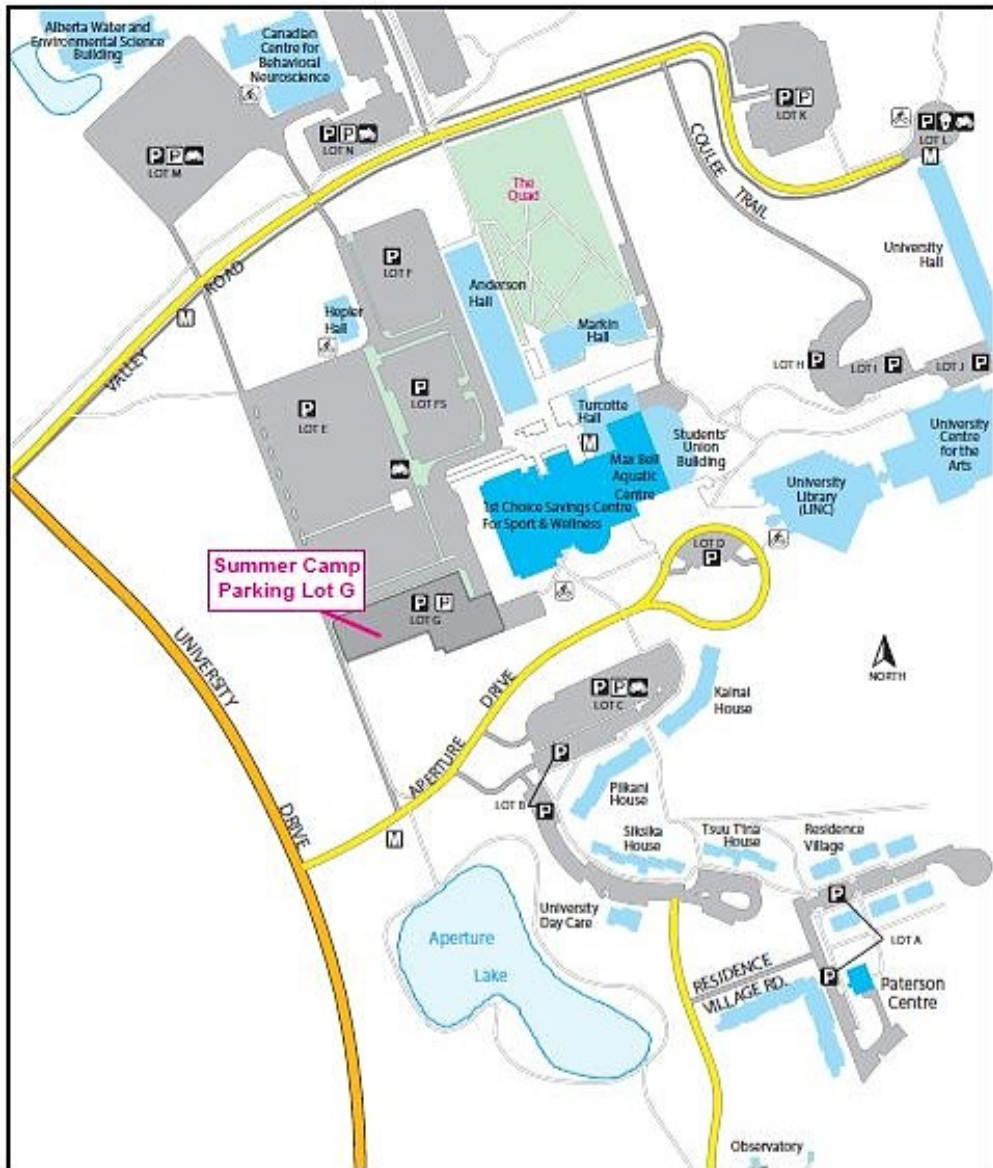 Alberta Water and
Environmental Science
Building
Canadian
Centre for
Behavioral
Neuroscience
P P
LOT M
P P
LOT N
P P
LOT K
P
LOT L
M
The
Quad
COULEE TRAIL
University
Hall
P
LOT F
Anderson
Hall
Hepler
Hall
Markin
Hall
VALLEY ROAD
M
P
LOT E
P
LOT FS
LOT H
P
LOT I
P
LOT J
P
Turcotte
Hall
M
Students'
Union
Building
Max Bell
Aquatic
Centre
1st Choice Savings Centre
For Sport & Wellness
University
Library
(LINC)
University
Centre
for the
Arts
LOT D
P
Summer Camp
Parking Lot G
P P
LOT G
UNIVERSITY DRIVE
APERTURE DRIVE
P P
LOT C
NORTH
Kainai
House
P
LOT B
P
Piikani
House
Siksika
House
Tsuu T'ina
House
Residence
Village
M
University
Day Care
P
LOT A
P
Aperture
Lake
RESIDENCE
VILLAGE RD.
Paterson
Centre
Observatory